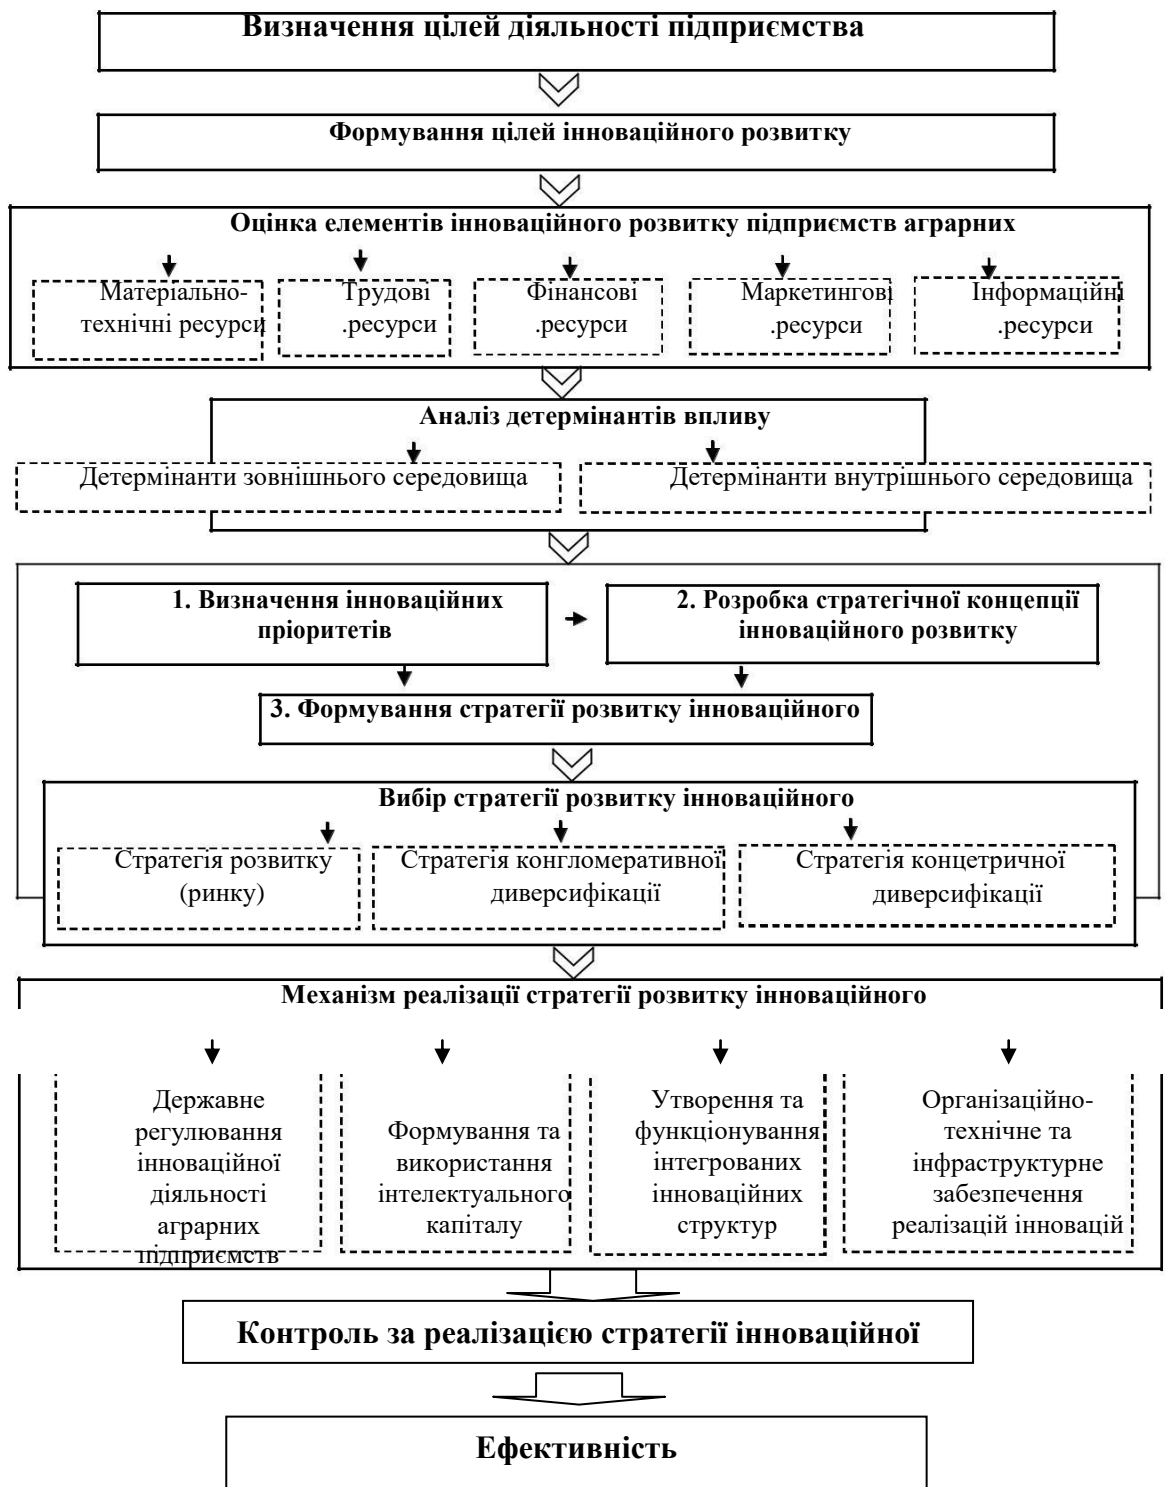 Визначення цілей діяльності підприємства
Формування цілей інноваційного розвитку
Оцінка елементів інноваційного розвитку підприємств аграрних
Матеріально-
технічні ресурси
Трудові
.ресурси
Фінансові
.ресурси
Маркетингові
.ресурси
Інформаційні
.ресурси
Аналіз детермінантів впливу
Детермінанти зовнішнього середовища
Детермінанти внутрішнього середовища
1. Визначення інноваційних
пріоритетів
2. Розробка стратегічної концепції
інноваційного розвитку
3. Формування стратегії розвитку інноваційного
Вибір стратегії розвитку інноваційного
Стратегія розвитку
(ринку)
Стратегія конгломеративної
диверсифікації
Стратегія концетричної
диверсифікації
Механізм реалізації стратегії розвитку інноваційного
Державне
регулювання
інноваційної
діяльності
аграрних
підприємств
Формування та
використання
інтелектуального
капіталу
Утворення та
функціонування
інтегрованих
інноваційних
структур
Організаційно-
технічне та
інфраструктурне
забезпечення
реалізацій інновацій
Контроль за реалізацією стратегії інноваційної
Ефективність